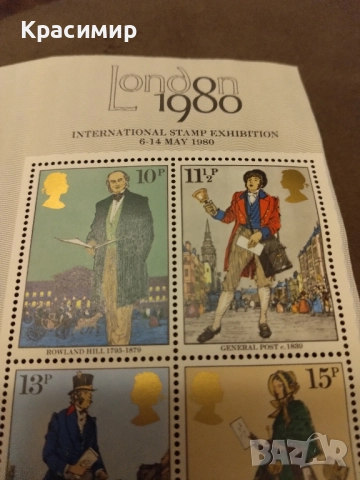 Красимир
London
1980
INTERNATIONAL STAMP EXHIBITION
6-14 MAY 1980
10P
11½P
ROWLAND HILL 1795-1879
GENERAL POST c.1839
13P
15P
BAZAR.bg